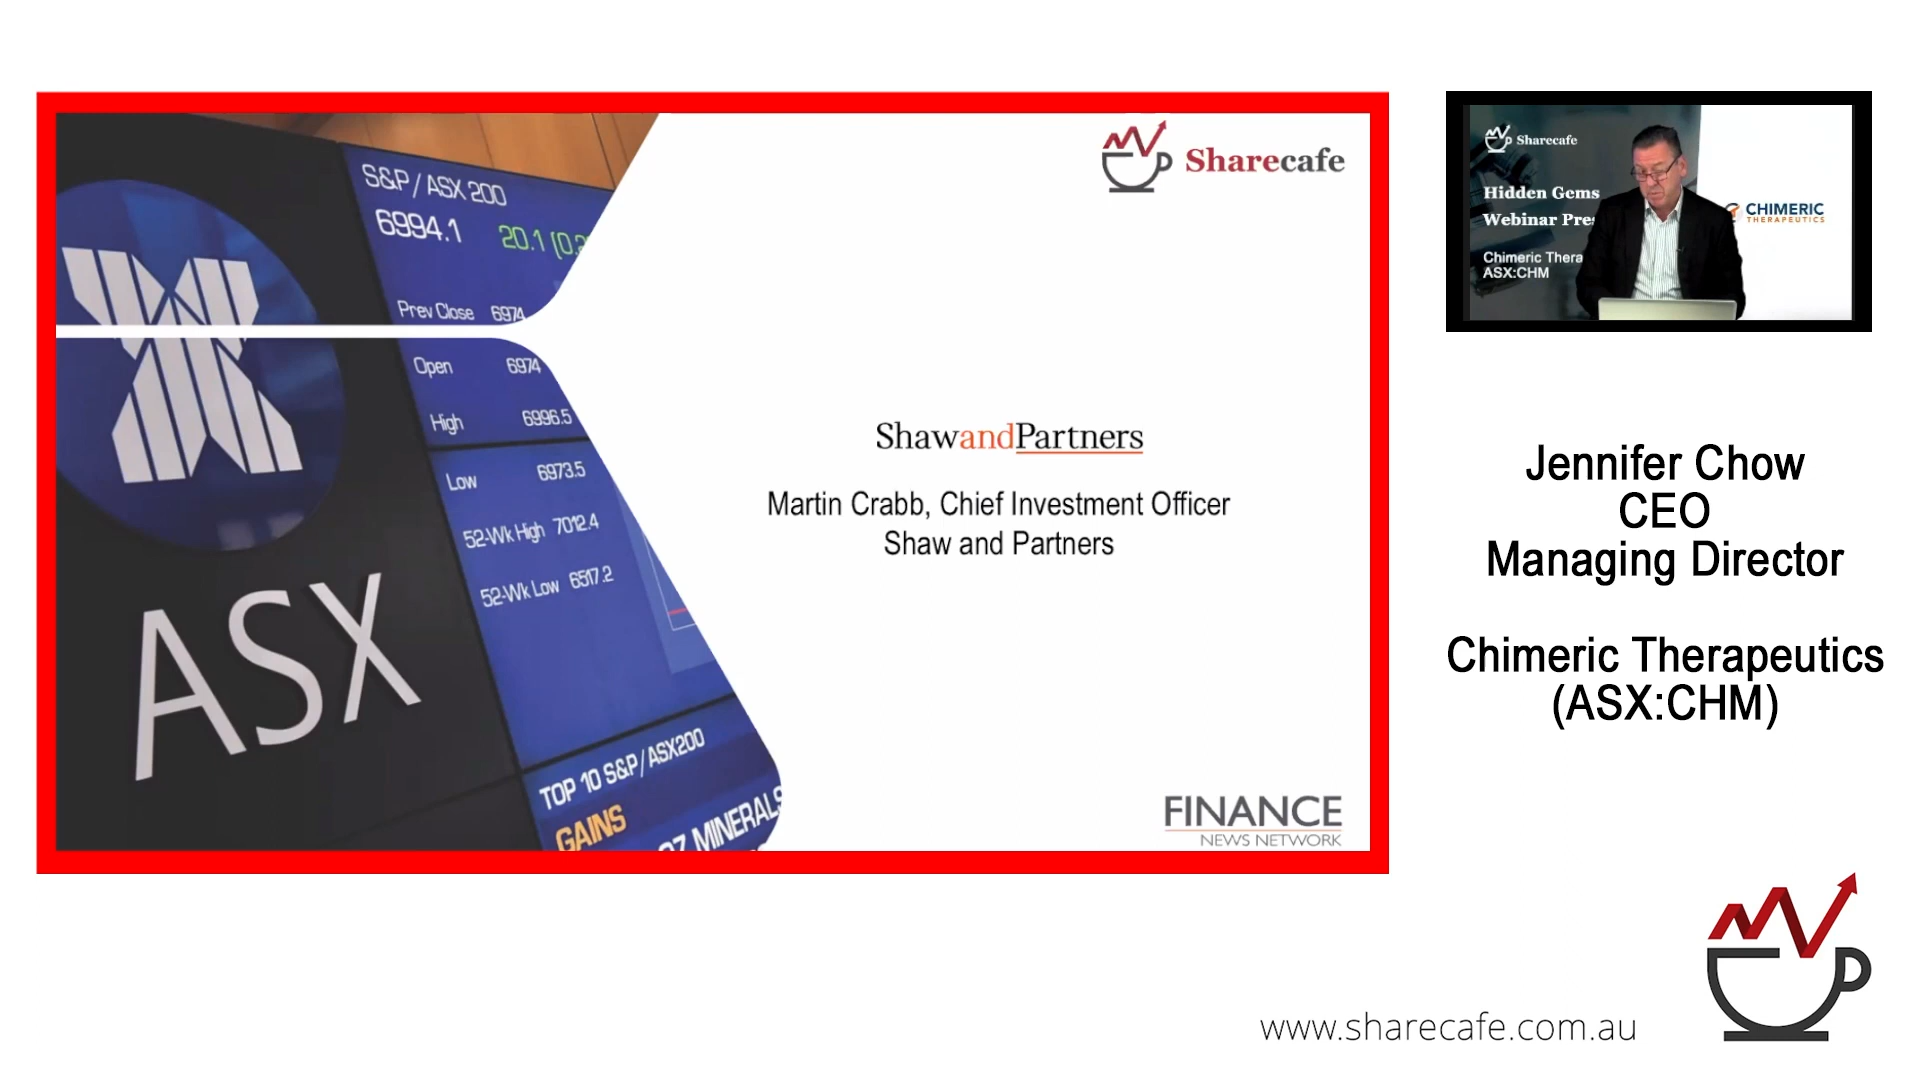 S&P / ASX 200
6994.1
20.1
Prev Close 6974
Open 6974
High 6996.5
Low 6973.5
52-Wk High 7012.4
52-Wk Low 6517.2
TOP 10 S&P / ASX200
GAINS
MINERALS
ASX
Sharecafe
ShawandPartners
Martin Crabb, Chief Investment Officer
Shaw and Partners
FINANCE
NEWS NETWORK
Sharecafe
Hidden Gems
Webinar Pres
Chimeric Thera
ASX:CHM
CHIMERIC
THERAPEUTICS
Jennifer Chow
CEO
Managing Director
Chimeric Therapeutics
(ASX:CHM)
www.sharecafe.com.au